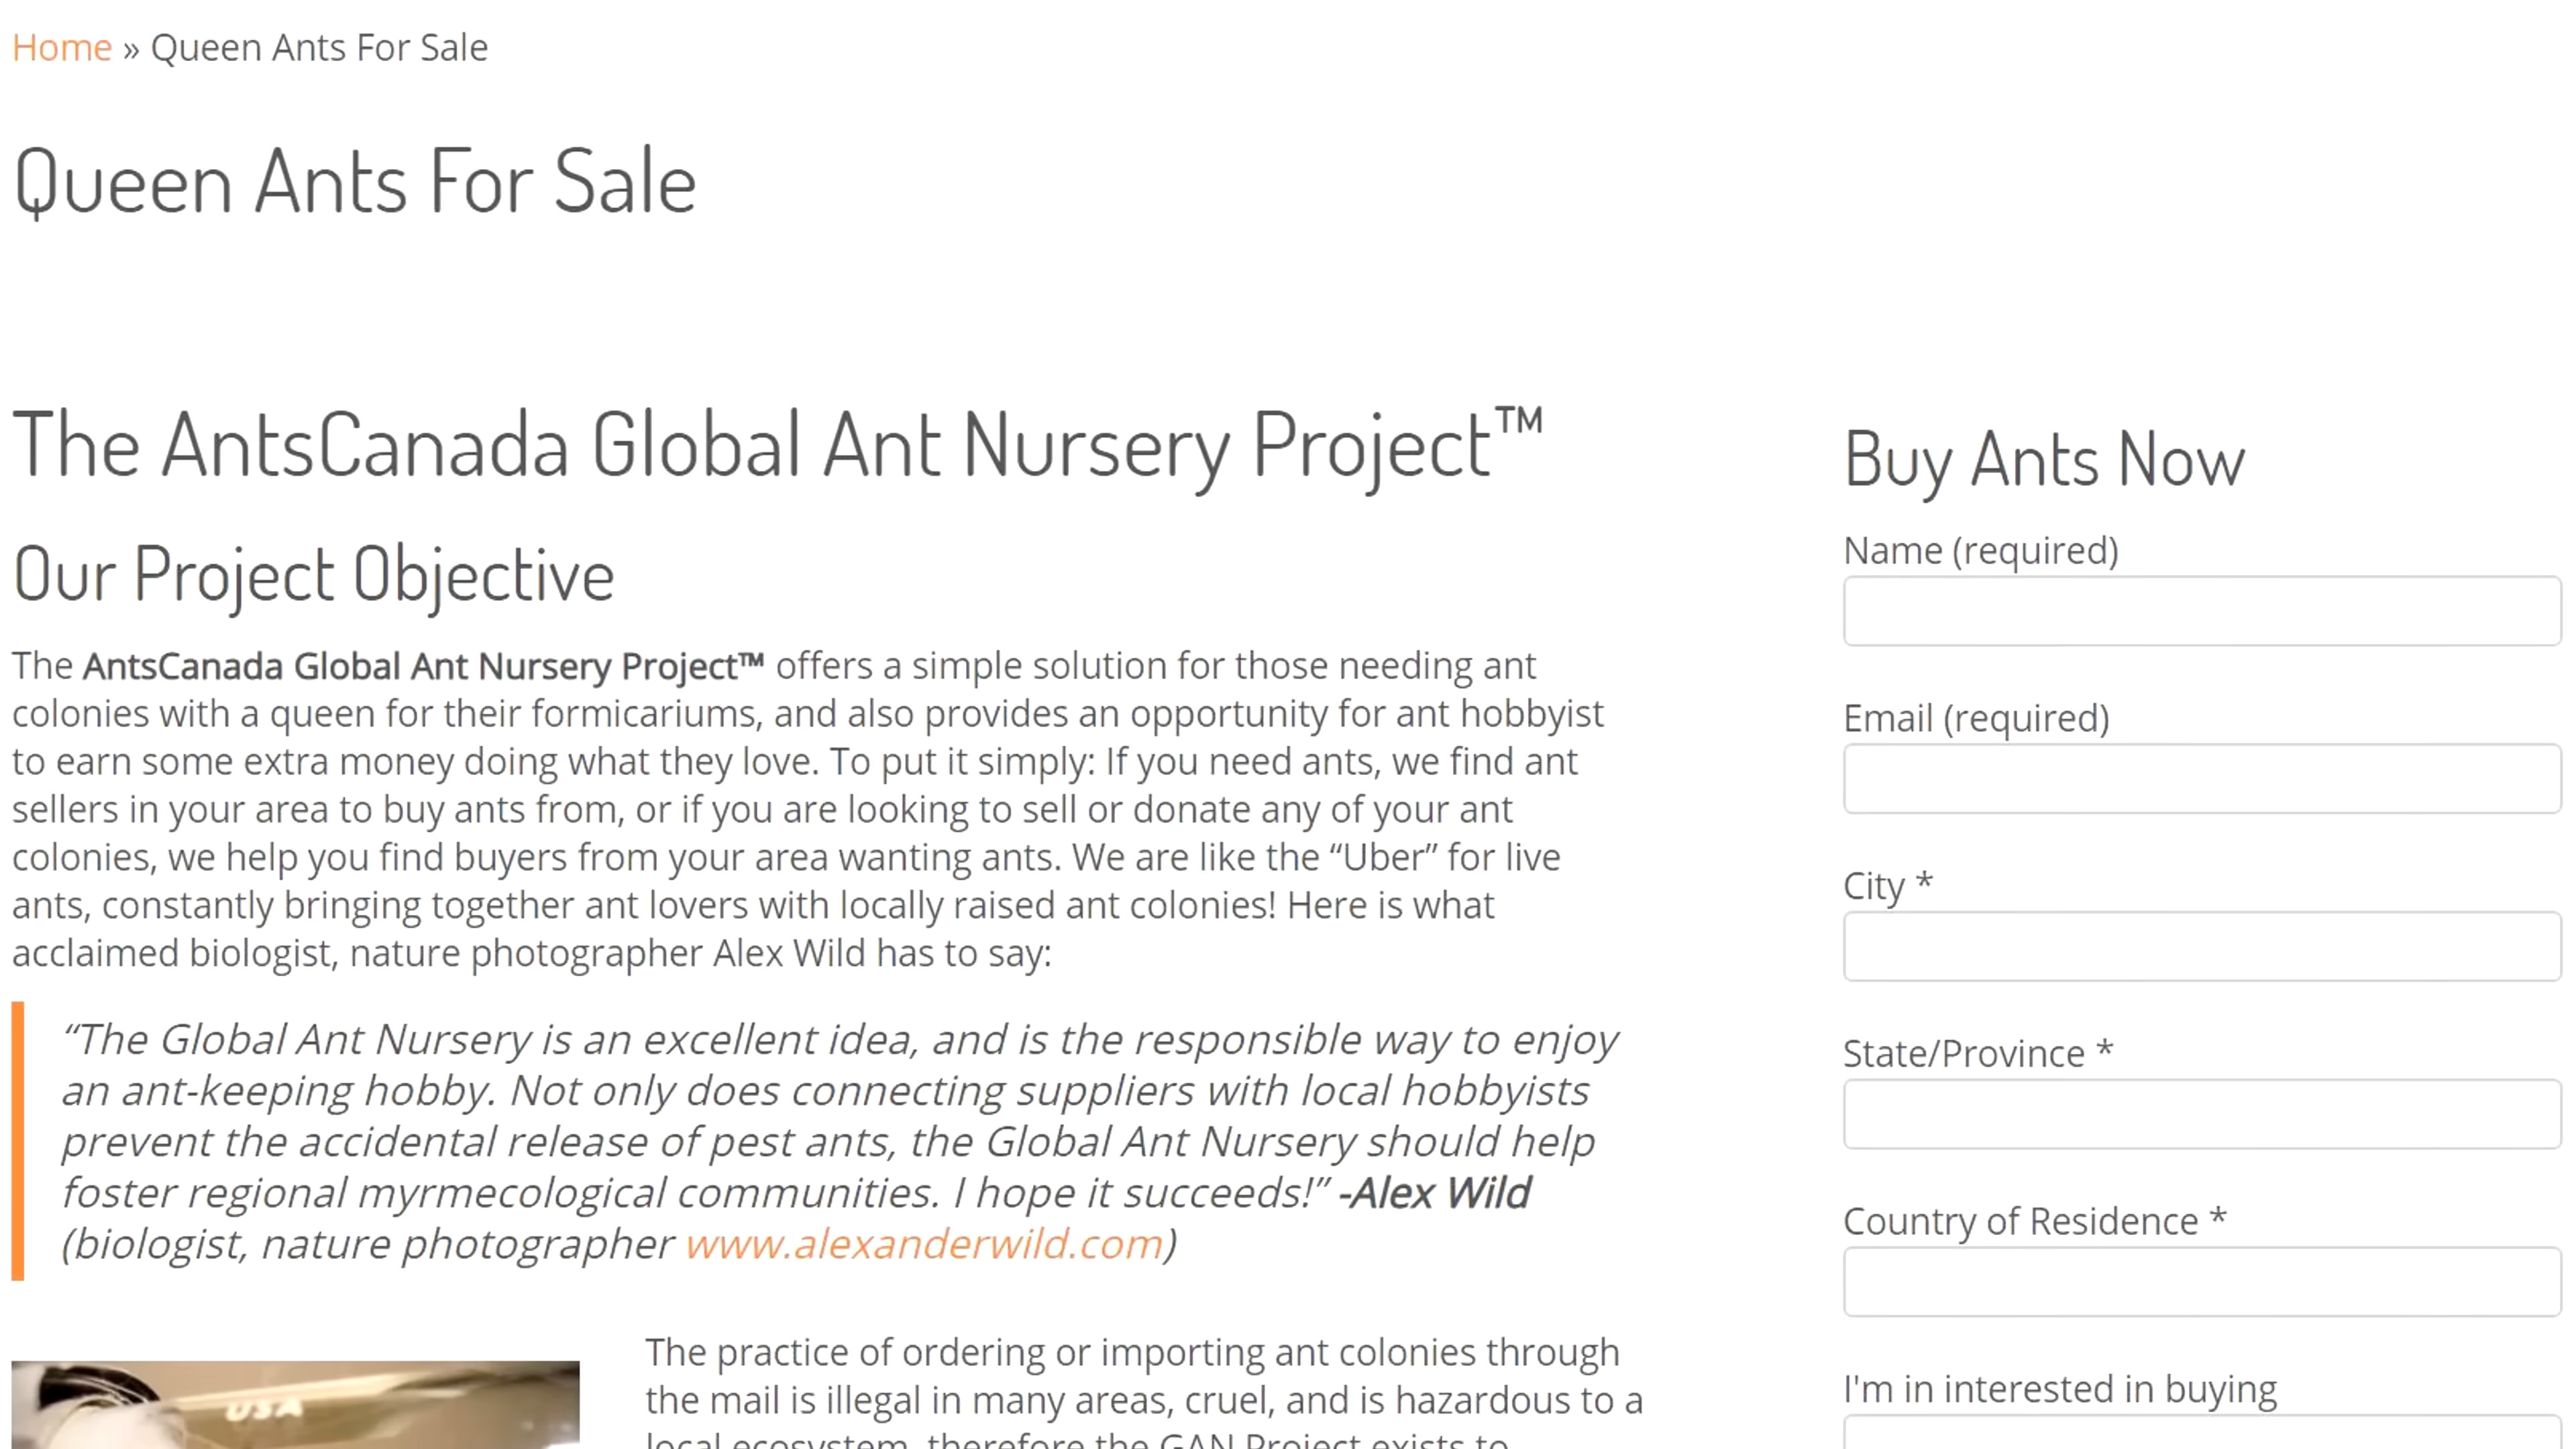 Home » Queen Ants For Sale
Queen Ants For Sale
The AntsCanada Global Ant Nursery Project™
Our Project Objective
The AntsCanada Global Ant Nursery Project™ offers a simple solution for those needing ant
colonies with a queen for their formicariums, and also provides an opportunity for ant hobbyist
to earn some extra money doing what they love. To put it simply: If you need ants, we find ant
sellers in your area to buy ants from, or if you are looking to sell or donate any of your ant
colonies, we help you find buyers from your area wanting ants. We are like the “Uber” for live
ants, constantly bringing together ant lovers with locally raised ant colonies! Here is what
acclaimed biologist, nature photographer Alex Wild has to say:
“The Global Ant Nursery is an excellent idea, and is the responsible way to enjoy
an ant-keeping hobby. Not only does connecting suppliers with local hobbyists
prevent the accidental release of pest ants, the Global Ant Nursery should help
foster regional myrmecological communities. I hope it succeeds!” -Alex Wild
(biologist, nature photographer www.alexanderwild.com)
USA
The practice of ordering or importing ant colonies through
the mail is illegal in many areas, cruel, and is hazardous to a
local ecosystem, therefore the GAN Project exists to
Buy Ants Now
Name (required)
Email (required)
City *
State/Province *
Country of Residence *
I'm in interested in buying